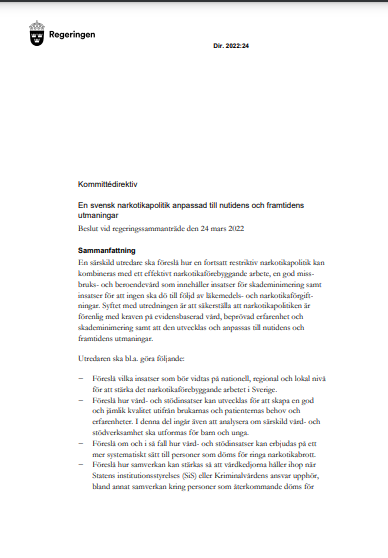 Regeringen
Dir. 2022:24
Kommittédirektiv
En svensk narkotikapolitik anpassad till nutidens och framtidens
utmaningar
Beslut vid regeringssammanträde den 24 mars 2022
Sammanfattning
En särskild utredare ska föreslå hur en fortsatt restriktiv narkotikapolitik kan
kombineras med ett effektivt narkotikaförebyggande arbete, en god miss-
bruks- och beroendevård som innehåller insatser för skademinimering samt
insatser för att ingen ska dö till följd av läkemedels- och narkotikaförgift-
ningar. Syftet med utredningen är att säkerställa att narkotikapolitiken är
förenlig med kraven på evidensbaserad vård, beprövad erfarenhet och
skademinimering samt att den utvecklas och anpassas till nutidens och
framtidens utmaningar.
Utredaren ska bl.a. göra följande:
− Föreslå vilka insatser som bör vidtas på nationell, regional och lokal nivå
för att stärka det narkotikaförebyggande arbetet i Sverige.
− Föreslå hur vård- och stödinsatser kan utvecklas för att skapa en god
och jämlik kvalitet utifrån brukarnas och patienternas behov och
erfarenheter. I denna del ingår även att analysera om särskild vård- och
stödverksamhet ska utformas för barn och unga.
− Föreslå om och i så fall hur vård- och stödinsatser kan erbjudas på ett
mer systematiskt sätt till personer som döms för ringa narkotikabrott.
− Föreslå hur samverkan kan stärkas så att vårdkedjorna håller ihop när
Statens institutionsstyrelses (SiS) eller Kriminalvårdens ansvar upphör,
bland annat samverkan kring personer som återkommande döms för